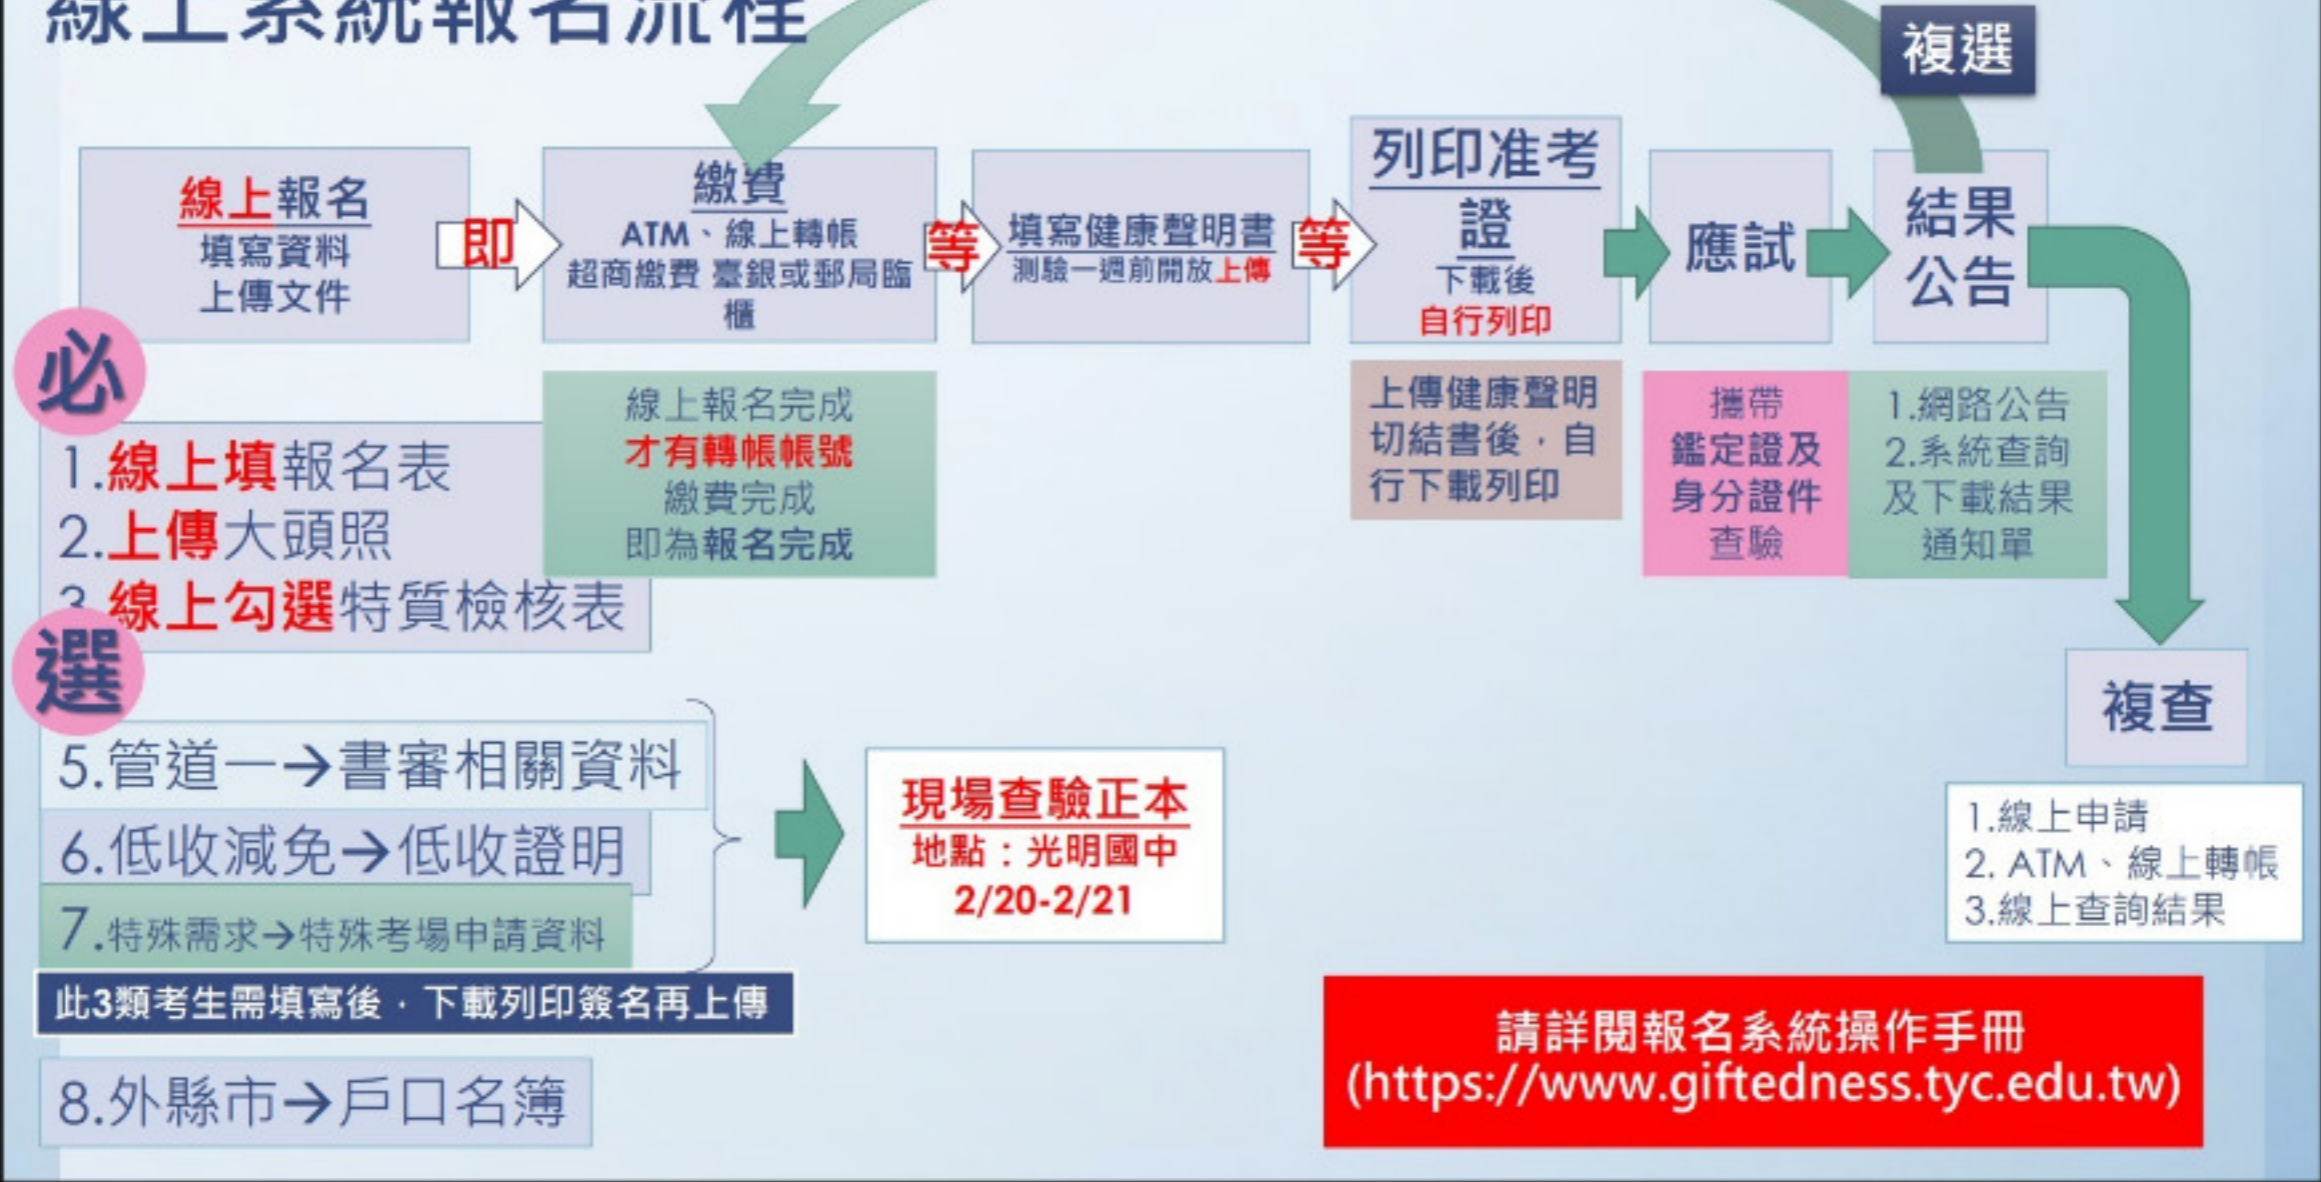 線上系統報名流程
複選
線上報名
填寫資料
上傳文件
即
繳費
ATM、線上轉帳
超商繳費 臺銀或郵局臨
櫃
等
填寫健康聲明書
測驗一週前開放上傳
等
列印准考
證
下載後
自行列印
應試
結果
公告
必
1.線上填報名表
2.上傳大頭照
3.線上勾選特質檢核表
線上報名完成
才有轉帳帳號
繳費完成
即為報名完成
上傳健康聲明
切結書後，自
行下載列印
攜帶
鑑定證及
身分證件
查驗
1.網路公告
2.系統查詢
及下載結果
通知單
選
5.管道一→書審相關資料
6.低收減免→低收證明
7.特殊需求→特殊考場申請資料
此3類考生需填寫後，下載列印簽名再上傳
8.外縣市→戶口名簿
現場查驗正本
地點：光明國中
2/20-2/21
複查
1.線上申請
2. ATM、線上轉帳
3.線上查詢結果
請詳閱報名系統操作手冊
(https://www.giftedness.tyc.edu.tw)